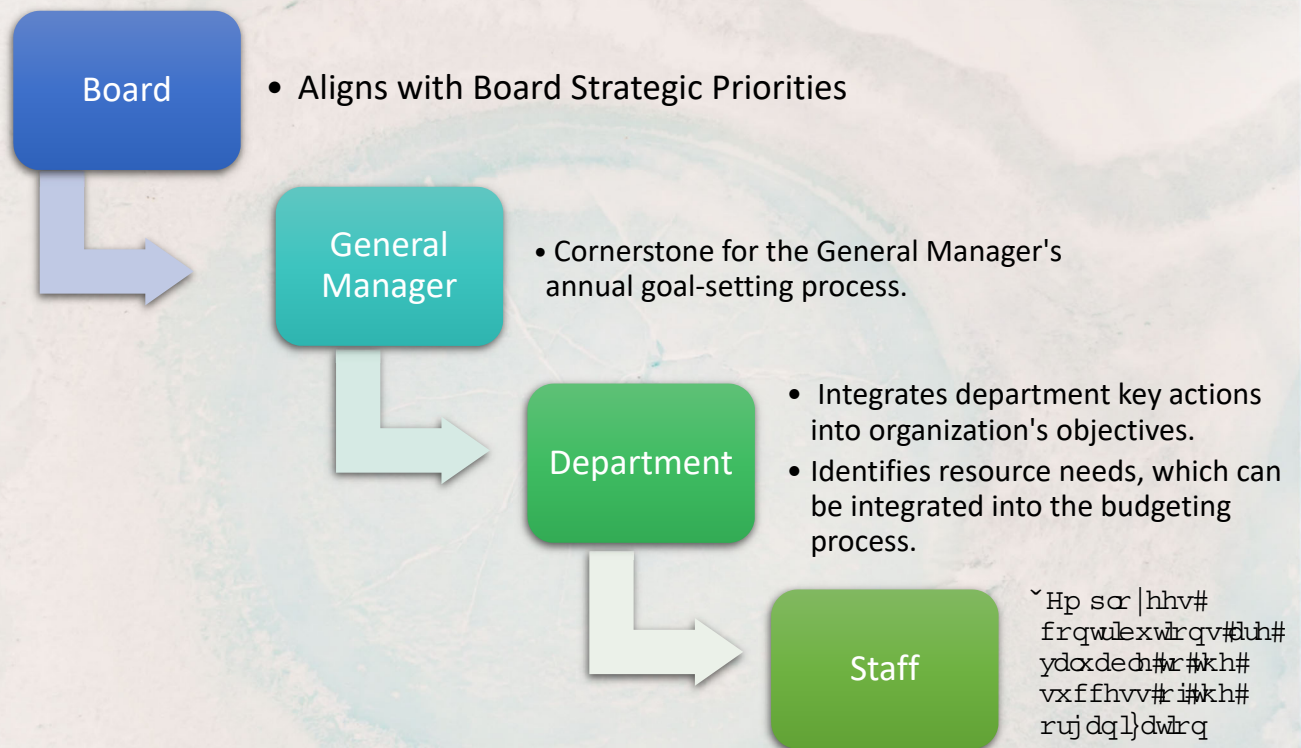 Board
• Aligns with Board Strategic Priorities
General
Manager
• Cornerstone for the General Manager's
annual goal-setting process.
Department
• Integrates department key actions
into organization's objectives.
• Identifies resource needs, which can
be integrated into the budgeting
process.
Staff
ˇHp sor|hhv#
frqwulexwlrqv#duh#
ydoxdeoh#wr#wkh#
vxffhvv#ri#wkh#
rujdql}dwlrq